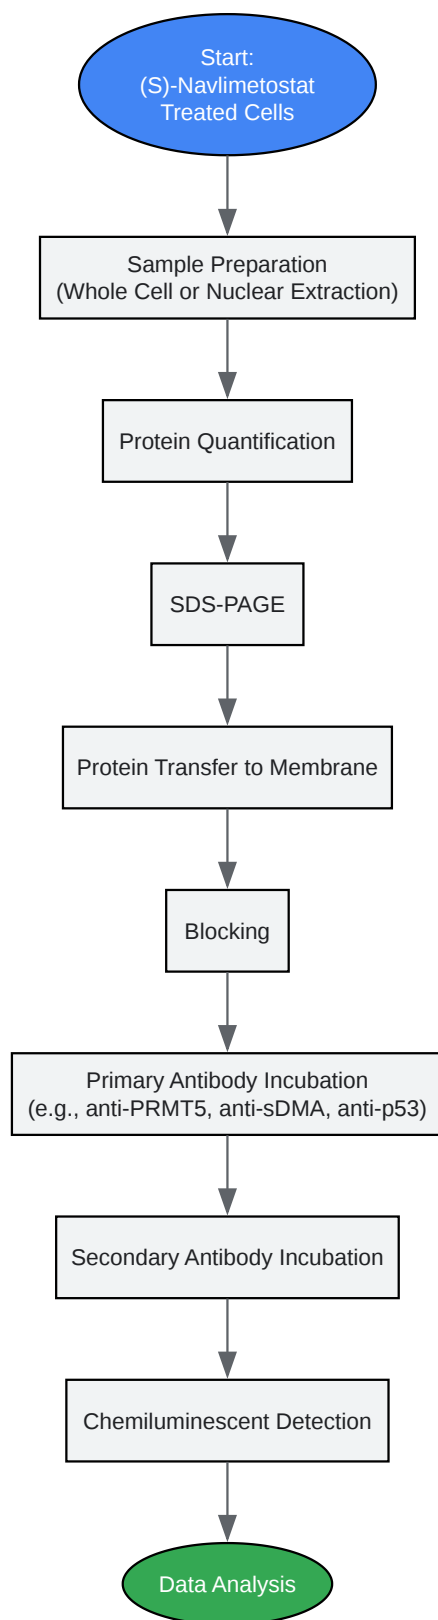 Start:
(S)-Navlimetostat
Treated Cells
Sample Preparation
(Whole Cell or Nuclear Extraction)
Protein Quantification
SDS-PAGE
Protein Transfer to Membrane
Blocking
Primary Antibody Incubation
(e.g., anti-PRMT5, anti-sDMA, anti-p53)
Secondary Antibody Incubation
Chemiluminescent Detection
Data Analysis